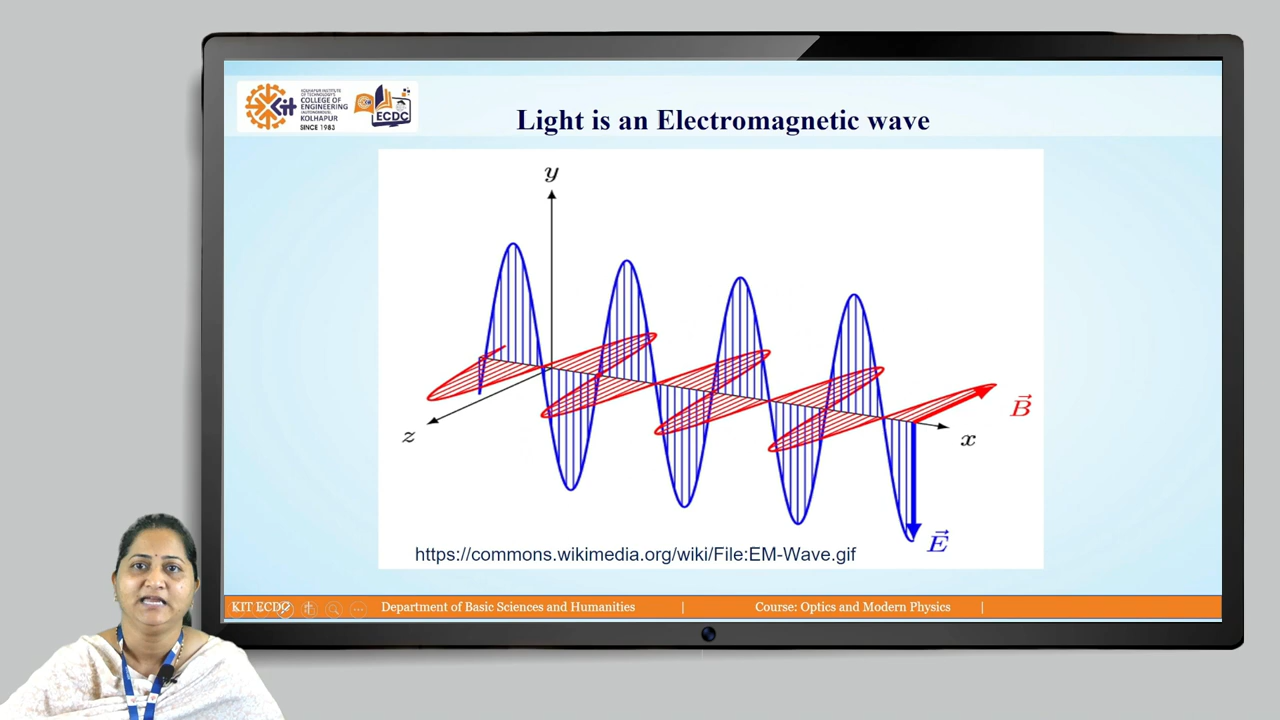 KOLHAPUR INSTITUTE
OF TECHNOLOGY'S
COLLEGE OF
ENGINEERING
(AUTONOMOUS)
KOLHAPUR
SINCE 1983
Kit
ECDC
Light is an Electromagnetic wave
y
z
x
B
E
https://commons.wikimedia.org/wiki/File:EM-Wave.gif
KIT ECDC
Department of Basic Sciences and Humanities
|
Course: Optics and Modern Physics
|